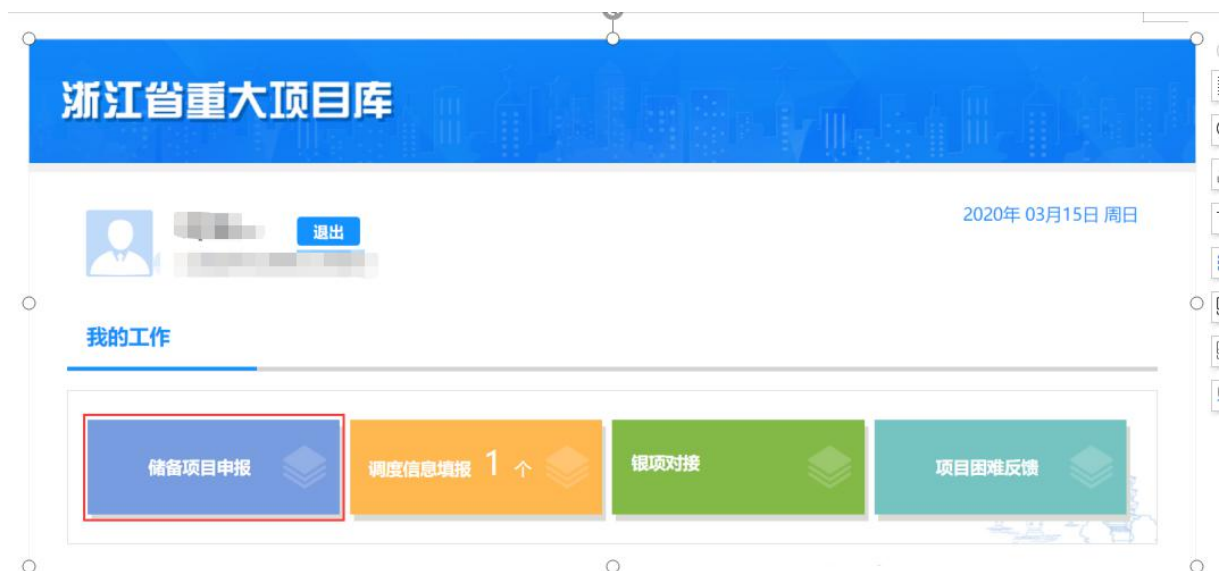 浙江省重大项目库
退出
2020年 03月15日 周日
我的工作
储备项目申报
调度信息填报 1 个
银项对接
项目困难反馈